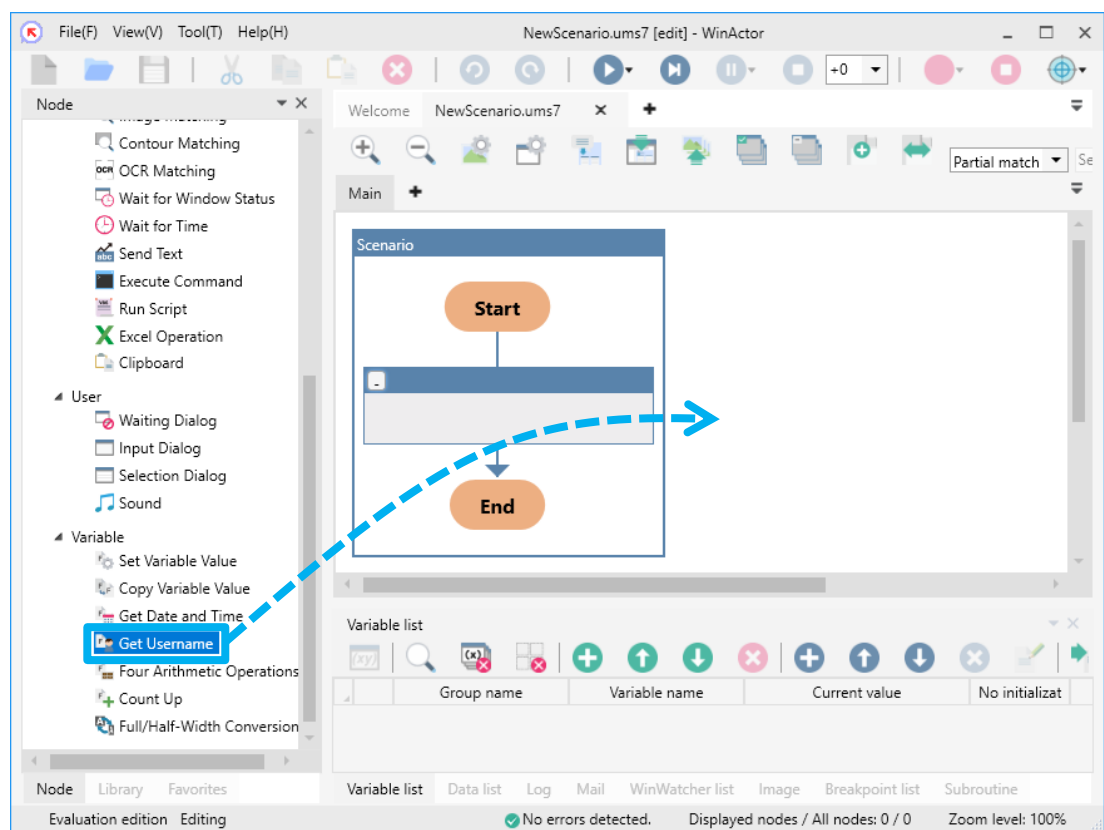 File(F) View(V) Tool(T) Help(H) NewScenario.ums7 [edit] - WinActor
+0
Node
Welcome NewScenario.ums7
Contour Matching
OCR Matching
Wait for Window Status
Wait for Time
Send Text
Execute Command
Run Script
Excel Operation
Clipboard
User
Waiting Dialog
Input Dialog
Selection Dialog
Sound
Variable
Set Variable Value
Copy Variable Value
Get Date and Time
Get Username
Four Arithmetic Operations
Count Up
Full/Half-Width Conversion
Node Library Favorites
Partial match Se
Main
Scenario
Start
End
Variable list
Group name Variable name Current value No initializat
Variable list Data list Log Mail WinWatcher list Image Breakpoint list Subroutine
Evaluation edition Editing No errors detected. Displayed nodes / All nodes: 0 / 0 Zoom level: 100%